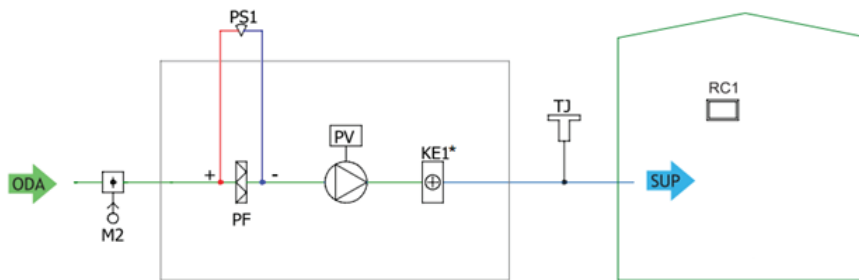 PS1
RC1
TJ
PV
KE1*
+
-
ODA
SUP
PF
M2